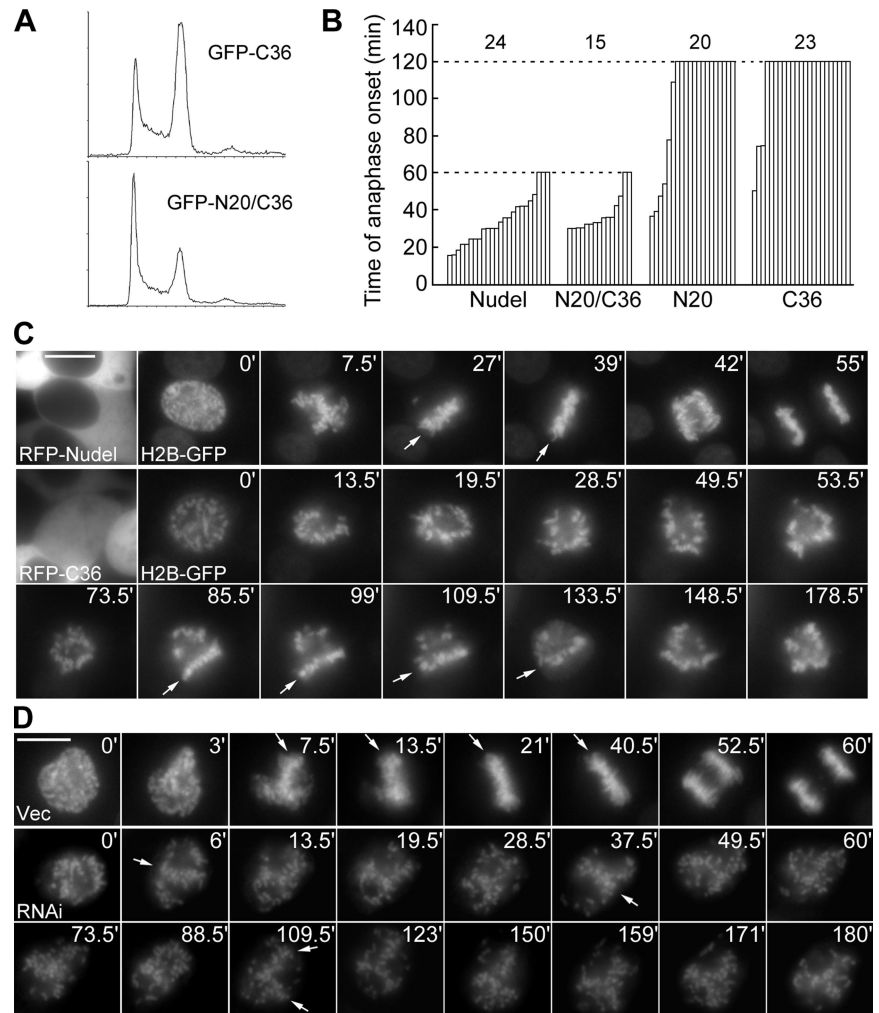 A
GFP-C36
GFP-N20/C36
B
Time of anaphase onset (min)
24 15 20 23
140
120
100
80
60
40
20
0
Nudel N20/C36 N20 C36
C
0' 7.5' 27' 39' 42' 55'
RFP-Nudel H2B-GFP
0' 13.5' 19.5' 28.5' 49.5' 53.5'
RFP-C36 H2B-GFP
73.5' 85.5' 99' 109.5' 133.5' 148.5' 178.5'
D
0' 3' 7.5' 13.5' 21' 40.5' 52.5' 60'
Vec
0' 6' 13.5' 19.5' 28.5' 37.5' 49.5' 60'
RNAi
73.5' 88.5' 109.5' 123' 150' 159' 171' 180'